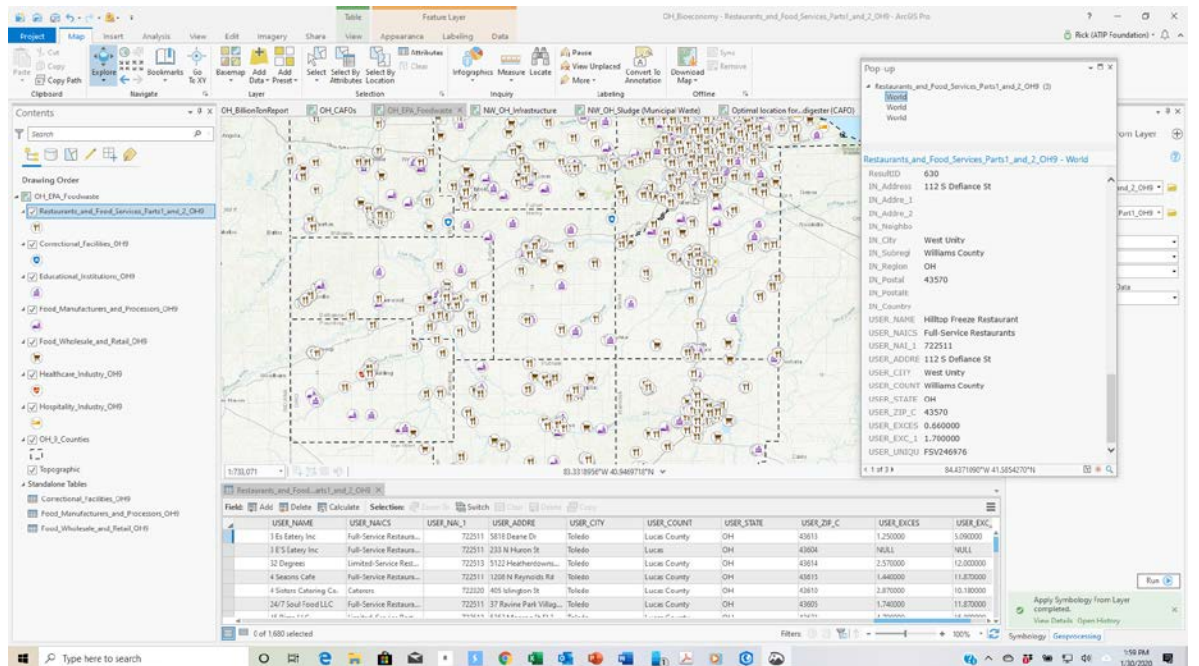 Table
Feature Layer
OH_Bioeconomy - Restaurants_and_Food_Services_Parts1_and_2_OH9 - ArcGIS Pro
Project Map Insert Analysis View Edit Imagery Share View Appearance Labeling Data
Rick (ATIP Foundation)
Paste
Cut
Copy
Copy Path
Explore
Bookmarks
Go To XY
Basemap
Add Data
Add Preset
Select
Select By Attributes
Select By Location
Attributes
Clear
Infographics
Measure
Locate
Pause
View Unplaced
More
Convert To Annotation
Download Map
Sync
Remove
Clipboard Navigate Layer Selection Inquiry Labeling Offline
Contents
Search
Drawing Order
OH_EPA_Foodwaste
Restaurants_and_Food_Services_Parts1_and_2_OH9
Correctional_Facilities_OH9
Educational_Institutions_OH9
Food_Manufacturers_and_Processors_OH9
Food_Wholesale_and_Retail_OH9
Healthcare_Industry_OH9
Hospitality_Industry_OH9
OH_9_Counties
Topographic
Standalone Tables
Correctional_Facilities_OH9
Food_Manufacturers_and_Processors_OH9
Food_Wholesale_and_Retail_OH9
OH_BillionTonReport OH_CAFOs OH_EPA_Foodwaste NW_OH_Infrastructure NW_OH_Sludge (Municipal Waste) Optimal location for...digester (CAFO)
1:733,071
83.3318956°W 40.9469718°N
Pop-up
Restaurants_and_Food_Services_Parts1_and_2_OH9 (3)
World
World
World
Restaurants_and_Food_Services_Parts1_and_2_OH9 - World
ResultID 630
IN_Address 112 S Defiance St
IN_Addre_1
IN_Addre_2
IN_Neighbo
IN_City West Unity
IN_Subregi Williams County
IN_Region OH
IN_Postal 43570
IN_PostalE
IN_Country
USER_NAME Hilltop Freeze Restaurant
USER_NAICS Full-Service Restaurants
USER_NAI_1 722511
USER_ADDRE 112 S Defiance St
USER_CITY West Unity
USER_COUNT Williams County
USER_STATE OH
USER_ZIP_C 43570
USER_EXCES 0.660000
USER_EXC_1 1.700000
USER_UNIQU FSV246976
1 of 3
84.4371090°W 41.5854270°N
om Layer
nd_2_OH9
Part1_OH9
Data
Run
Apply Symbology From Layer completed.
View Details Open History
Symbology Geoprocessing
Restaurants_and_Food...arts1_and_2_OH9
Field: Add Delete Calculate Selection: Zoom To Switch Clear Delete Copy
USER_NAME USER_NAICS USER_NAI_1 USER_ADDRE USER_CITY USER_COUNT USER_STATE USER_ZIP_C USER_EXCES USER_EXC_
3 Es Eatery Inc Full-Service Restaura... 722511 5818 Deane Dr Toledo Lucas County OH 43613 1.250000 5.090000
3 E'S Eatery Inc Full-Service Restaura... 722511 233 N Huron St Toledo Lucas OH 43604 NULL NULL
32 Degrees Limited-Service Rest... 722513 5122 Heatherdowns... Toledo Lucas County OH 43614 2.570000 12.000000
4 Seasons Cafe Full-Service Restaura... 722511 1208 N Reynolds Rd Toledo Lucas County OH 43615 1.440000 11.870000
4 Sisters Catering Co. Caterers 722320 405 Islington St Toledo Lucas County OH 43610 2.870000 10.180000
24/7 Soul Food LLC Full-Service Restaura... 722511 37 Ravine Park Villag... Toledo Lucas County OH 43605 1.740000 11.870000
0 of 1,680 selected
Filters:
100%
Type here to search
1:59 PM
1/30/2020